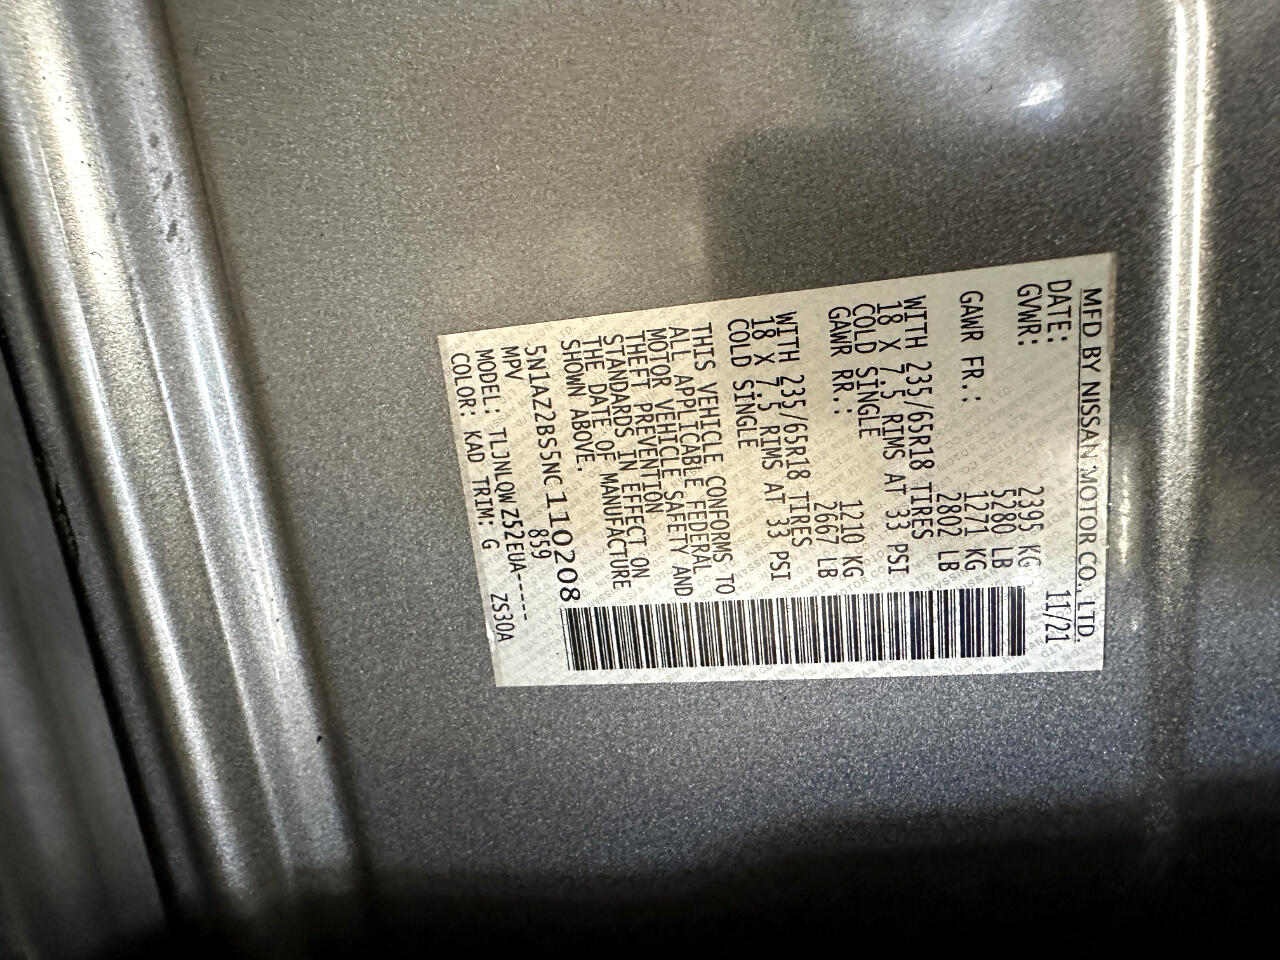 MFD BY NISSAN MOTOR CO., LTD.
DATE: 11/21
GVWR: 2395 KG
5280 LB
GAWR FR.: 1271 KG
2802 LB
WITH 235/65R18 TIRES
18 X 7.5 RIMS AT 33 PSI
COLD SINGLE
GAWR RR.: 1210 KG
2667 LB
WITH 235/65R18 TIRES
18 X 7.5 RIMS AT 33 PSI
COLD SINGLE
THIS VEHICLE CONFORMS TO
ALL APPLICABLE FEDERAL
MOTOR VEHICLE SAFETY AND
THEFT PREVENTION
STANDARDS IN EFFECT ON
THE DATE OF MANUFACTURE
SHOWN ABOVE.
5N1AZ2BS5NC110208
MPV 859
MODEL: TLJNLQWZ52EUA-----
COLOR: KAD TRIM: G ZS30A